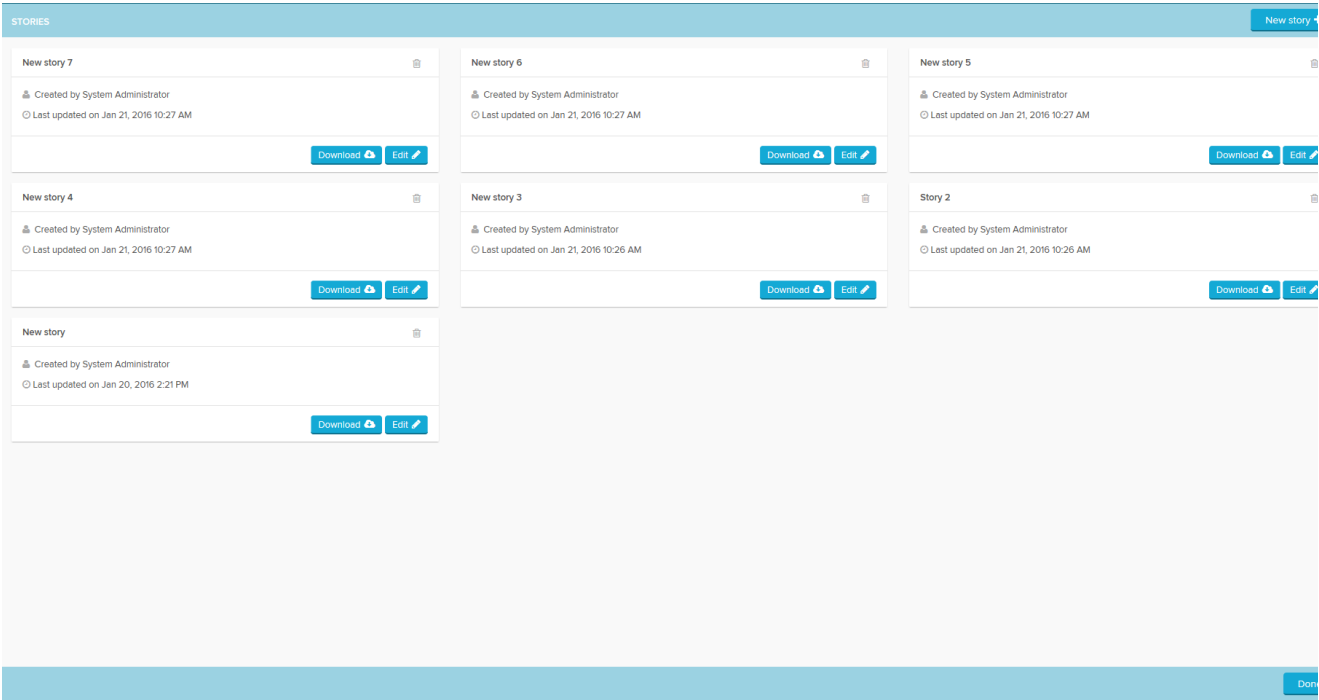 STORIES
New story
New story 7
Created by System Administrator
Last updated on Jan 21, 2016 10:27 AM
Download
Edit
New story 6
Created by System Administrator
Last updated on Jan 21, 2016 10:27 AM
Download
Edit
New story 5
Created by System Administrator
Last updated on Jan 21, 2016 10:27 AM
Download
Edit
New story 4
Created by System Administrator
Last updated on Jan 21, 2016 10:27 AM
Download
Edit
New story 3
Created by System Administrator
Last updated on Jan 21, 2016 10:26 AM
Download
Edit
Story 2
Created by System Administrator
Last updated on Jan 21, 2016 10:26 AM
Download
Edit
New story
Created by System Administrator
Last updated on Jan 20, 2016 2:21 PM
Download
Edit
Done